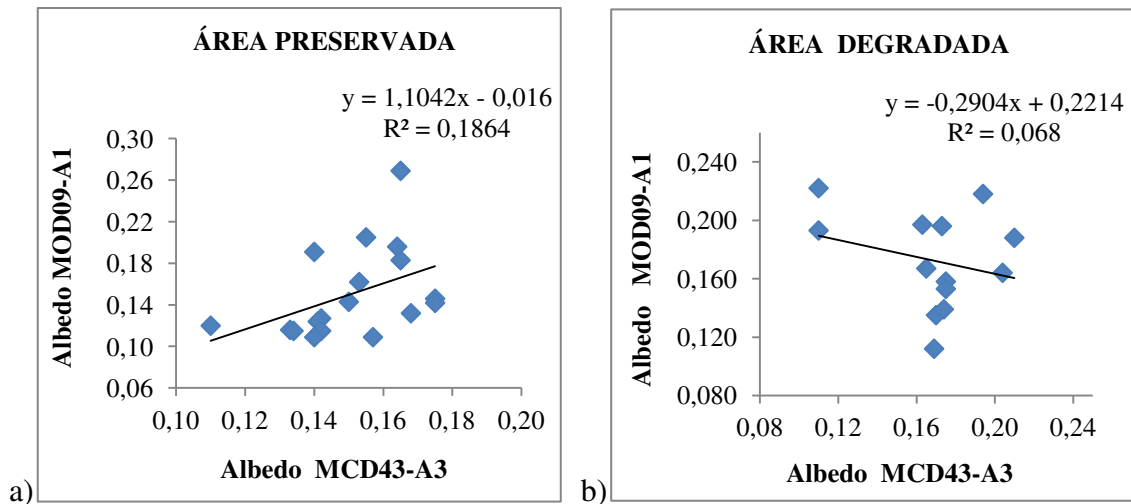 ÁREA PRESERVADA
y = 1,1042x - 0,016
R² = 0,1864
Albedo MOD09-A1
0,30
0,26
0,22
0,18
0,14
0,10
0,06
0,10 0,12 0,14 0,16 0,18 0,20
Albedo MCD43-A3
a)
ÁREA DEGRADADA
y = -0,2904x + 0,2214
R² = 0,068
Albedo MOD09-A1
0,240
0,200
0,160
0,120
0,080
0,08 0,12 0,16 0,20 0,24
Albedo MCD43-A3
b)